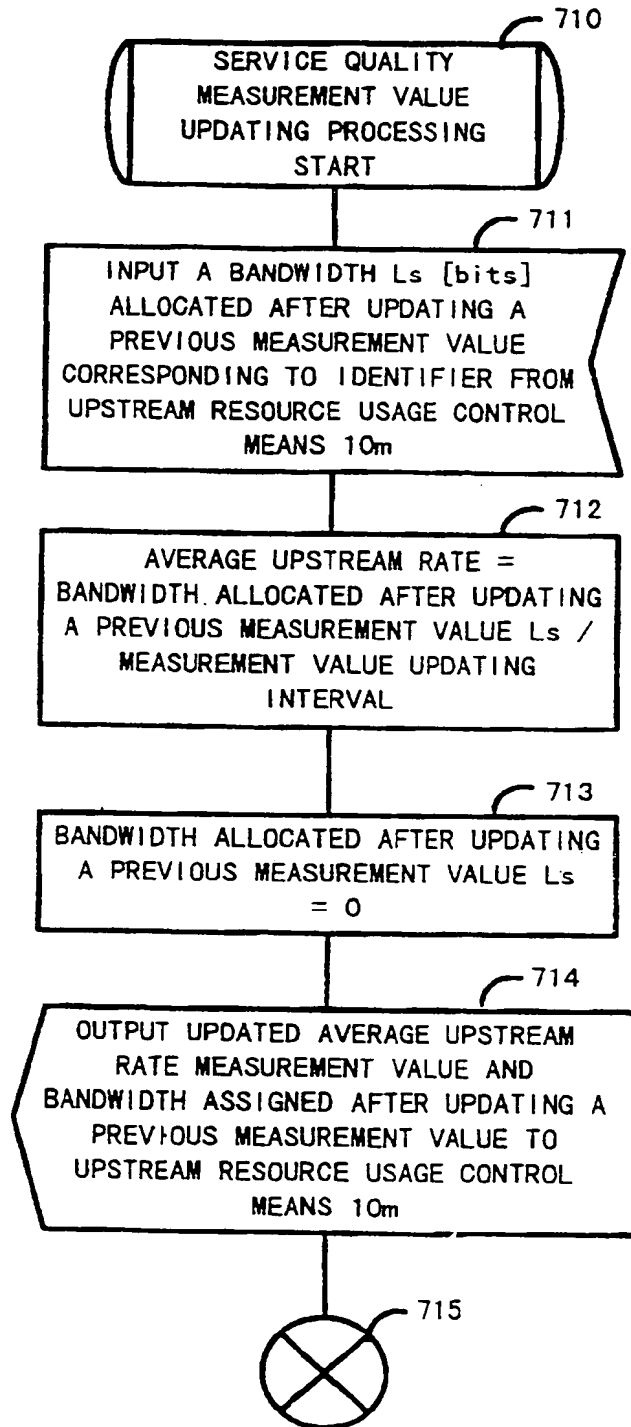 710
SERVICE QUALITY
MEASUREMENT VALUE
UPDATING PROCESSING
START
711
INPUT A BANDWIDTH Ls [bits]
ALLOCATED AFTER UPDATING A
PREVIOUS MEASUREMENT VALUE
CORRESPONDING TO IDENTIFIER FROM
UPSTREAM RESOURCE USAGE CONTROL
MEANS 10m
712
AVERAGE UPSTREAM RATE =
BANDWIDTH ALLOCATED AFTER UPDATING
A PREVIOUS MEASUREMENT VALUE Ls /
MEASUREMENT VALUE UPDATING
INTERVAL
713
BANDWIDTH ALLOCATED AFTER UPDATING
A PREVIOUS MEASUREMENT VALUE Ls
= 0
714
OUTPUT UPDATED AVERAGE UPSTREAM
RATE MEASUREMENT VALUE AND
BANDWIDTH ASSIGNED AFTER UPDATING A
PREVIOUS MEASUREMENT VALUE TO
UPSTREAM RESOURCE USAGE CONTROL
MEANS 10m
715